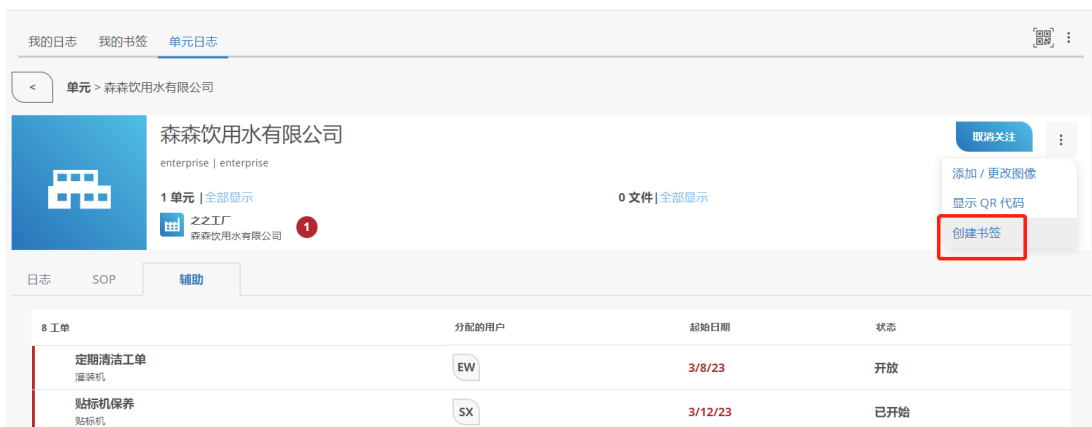 我的日志 我的书签 单元日志
< 单元 > 森森饮用水有限公司
森森饮用水有限公司
取消关注
enterprise | enterprise
添加 / 更改图像
1 单元 |全部显示 0 文件|全部显示
显示 QR 代码
之之工厂
森森饮用水有限公司
1
创建书签
日志 SOP 辅助
8 工单 分配的用户 起始日期 状态
定期清洁工单
灌装机
EW 3/8/23 开放
贴标机保养
贴标机
SX 3/12/23 已开始